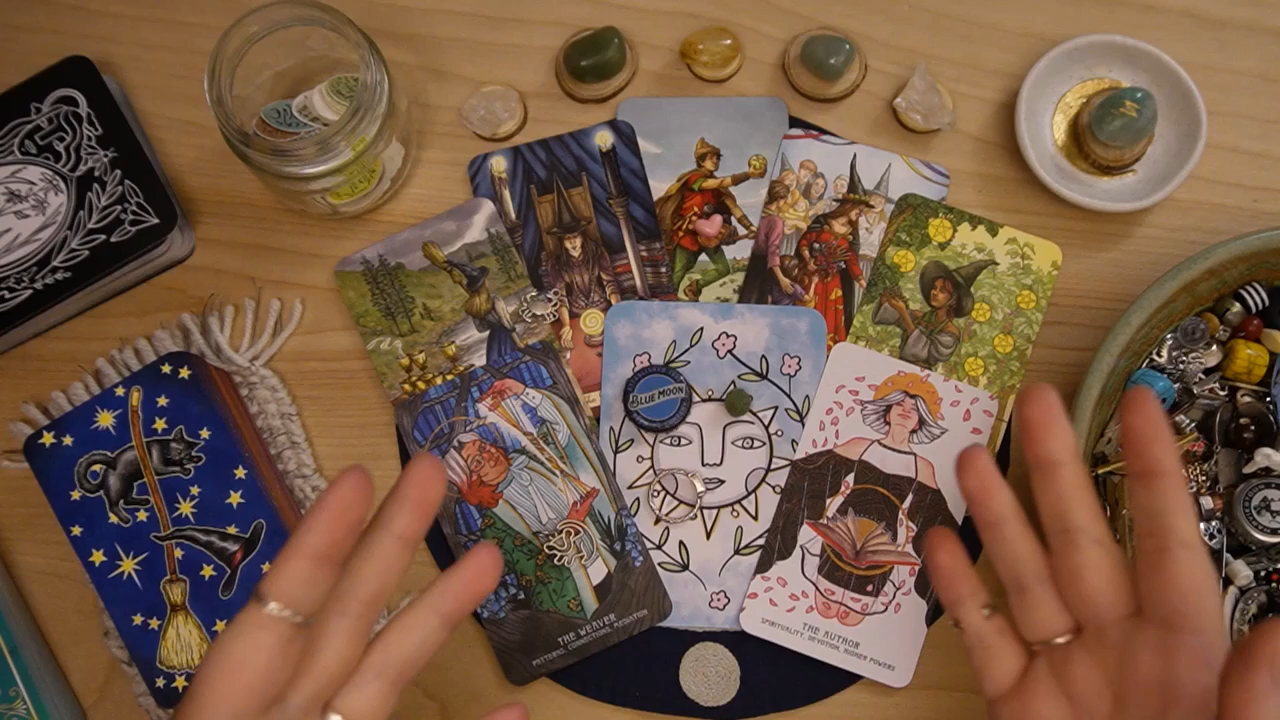 BLUE MOON
THE WEAVER
PATTERNS, CONNECTIONS, MEDIATION
THE AUTHOR
SPIRITUALITY, DEVOTION, HIGHER POWERS